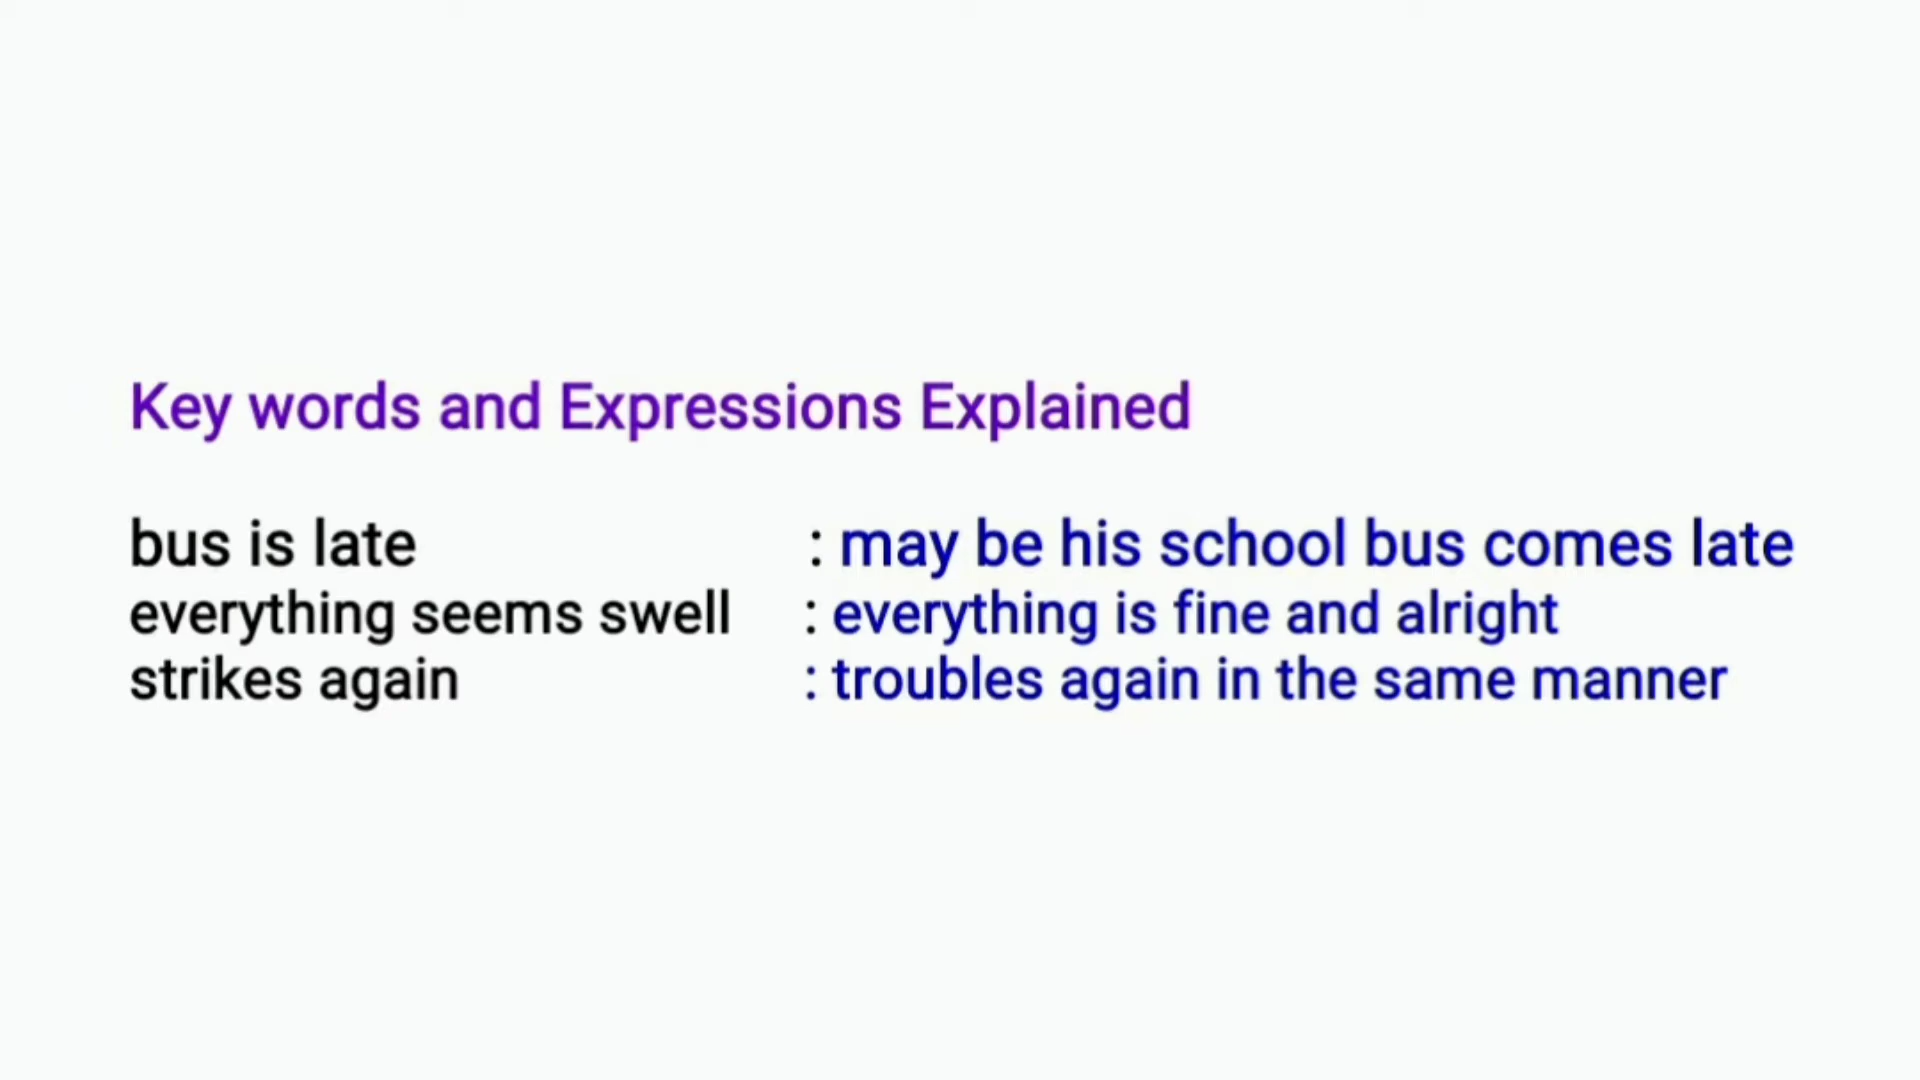 Key words and Expressions Explained
bus is late : may be his school bus comes late
everything seems swell : everything is fine and alright
strikes again : troubles again in the same manner